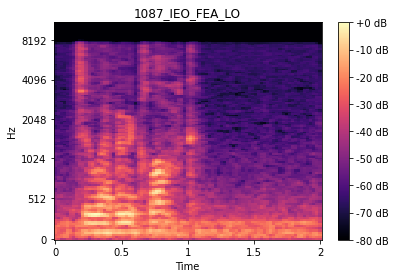 1087_IEO_FEA_LO
8192
4096
2048
1024
512
0
Hz
0
0.5
1
1.5
2
Time
+0 dB
-10 dB
-20 dB
-30 dB
-40 dB
-50 dB
-60 dB
-70 dB
-80 dB